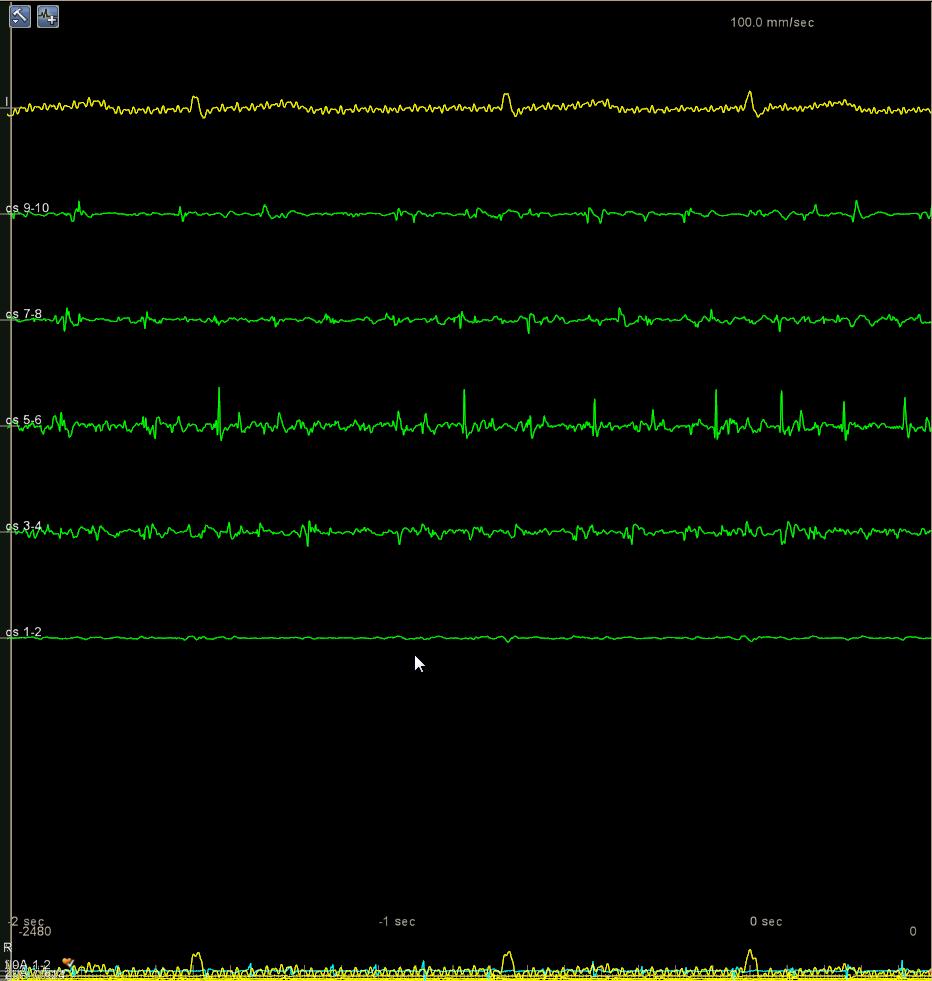 100.0 mm/sec
I
cs 9-10
cs 7-8
cs 5-6
cs 3-4
cs 1-2
-2 sec -1 sec 0 sec
-2480 0
R